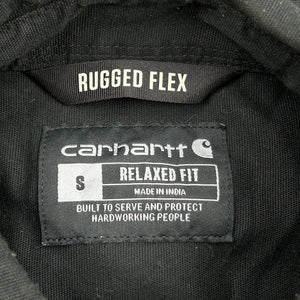 RUGGED FLEX
carhartt
S RELAXED FIT
MADE IN INDIA
BUILT TO SERVE AND PROTECT
HARDWORKING PEOPLE